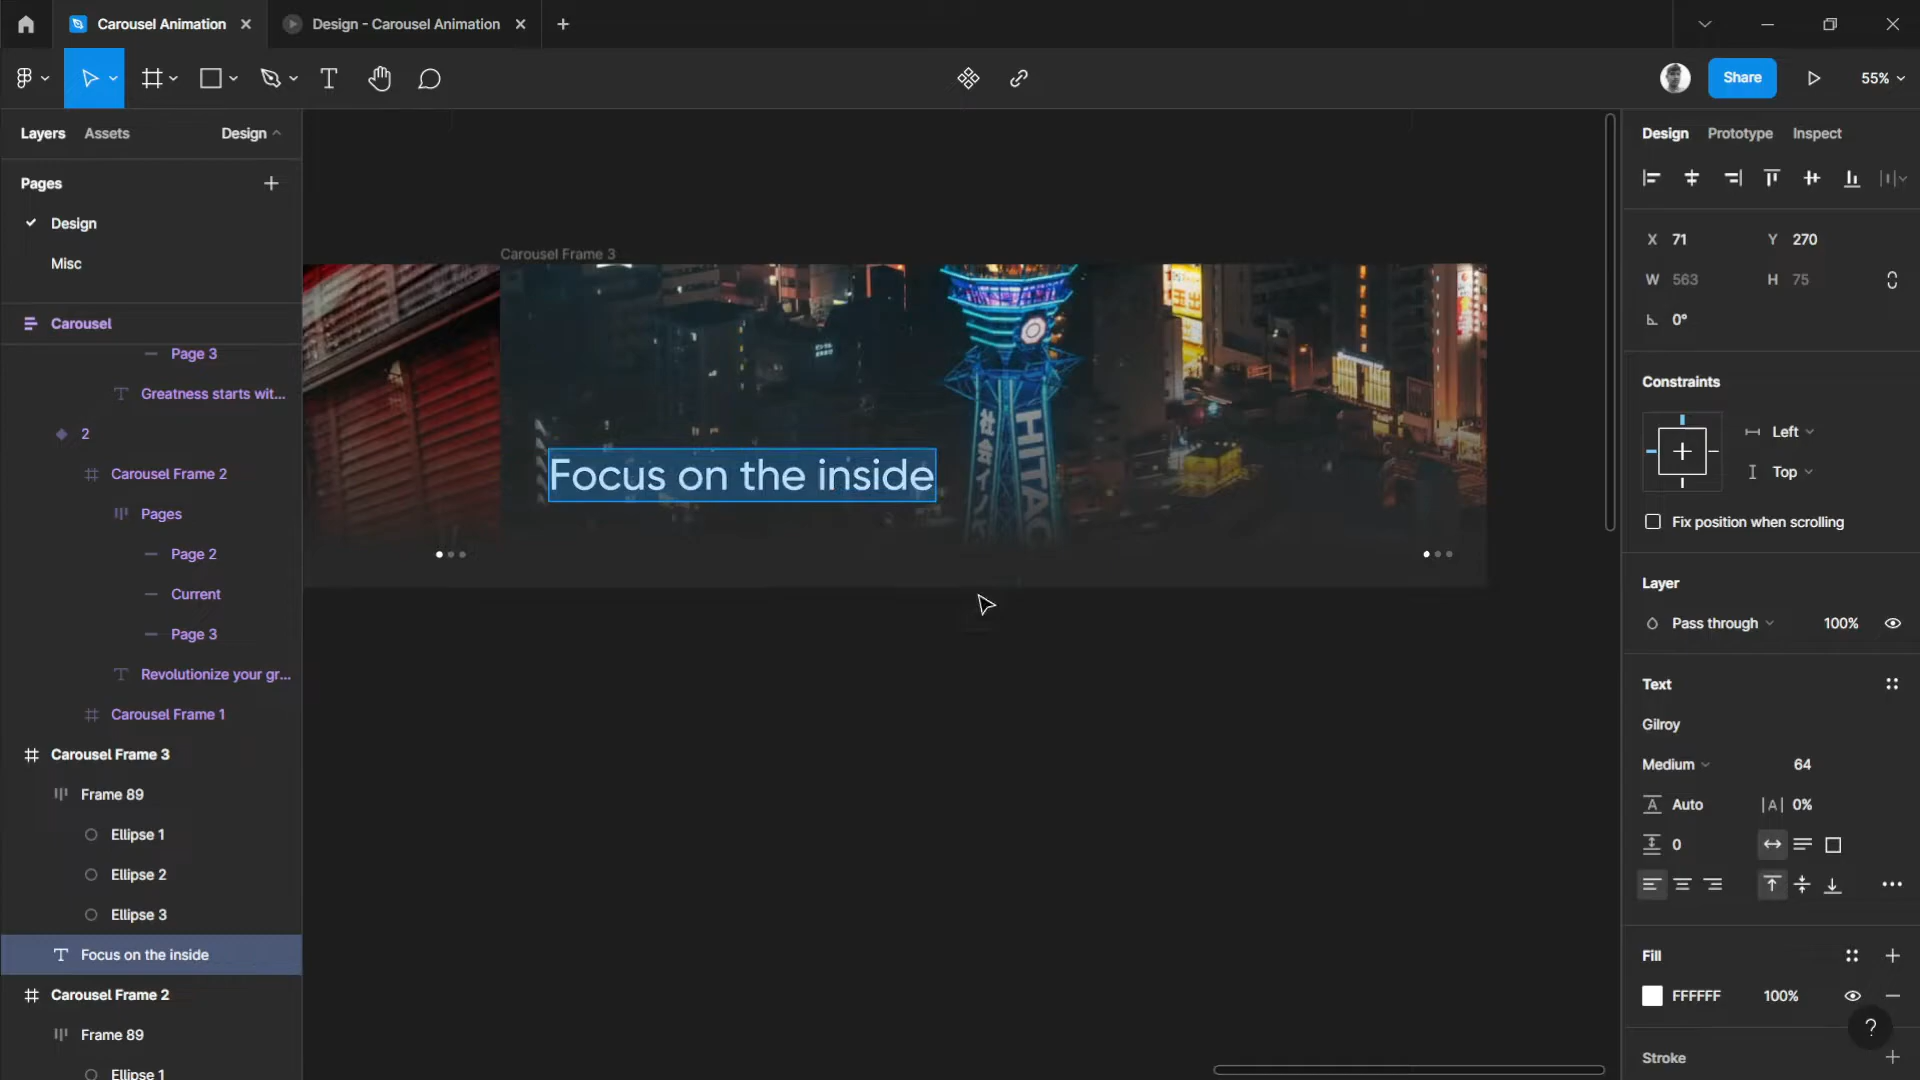 Carousel Animation
Design - Carousel Animation
Share
55%
Layers
Assets
Design
Pages
Design
Misc
Carousel
Page 3
Greatness starts wit...
2
Carousel Frame 2
Pages
Page 2
Current
Page 3
Revolutionize your gr...
Carousel Frame 1
Carousel Frame 3
Frame 89
Ellipse 1
Ellipse 2
Ellipse 3
Focus on the inside
Carousel Frame 2
Frame 89
Ellipse 1
Carousel Frame 3
Focus on the inside
HITAC
Design
Prototype
Inspect
X 71
Y 270
W 563
H 75
0°
Constraints
Left
Top
Fix position when scrolling
Layer
Pass through
100%
Text
Gilroy
Medium
64
Auto
|A| 0%
0
Fill
FFFFFF
100%
?
Stroke